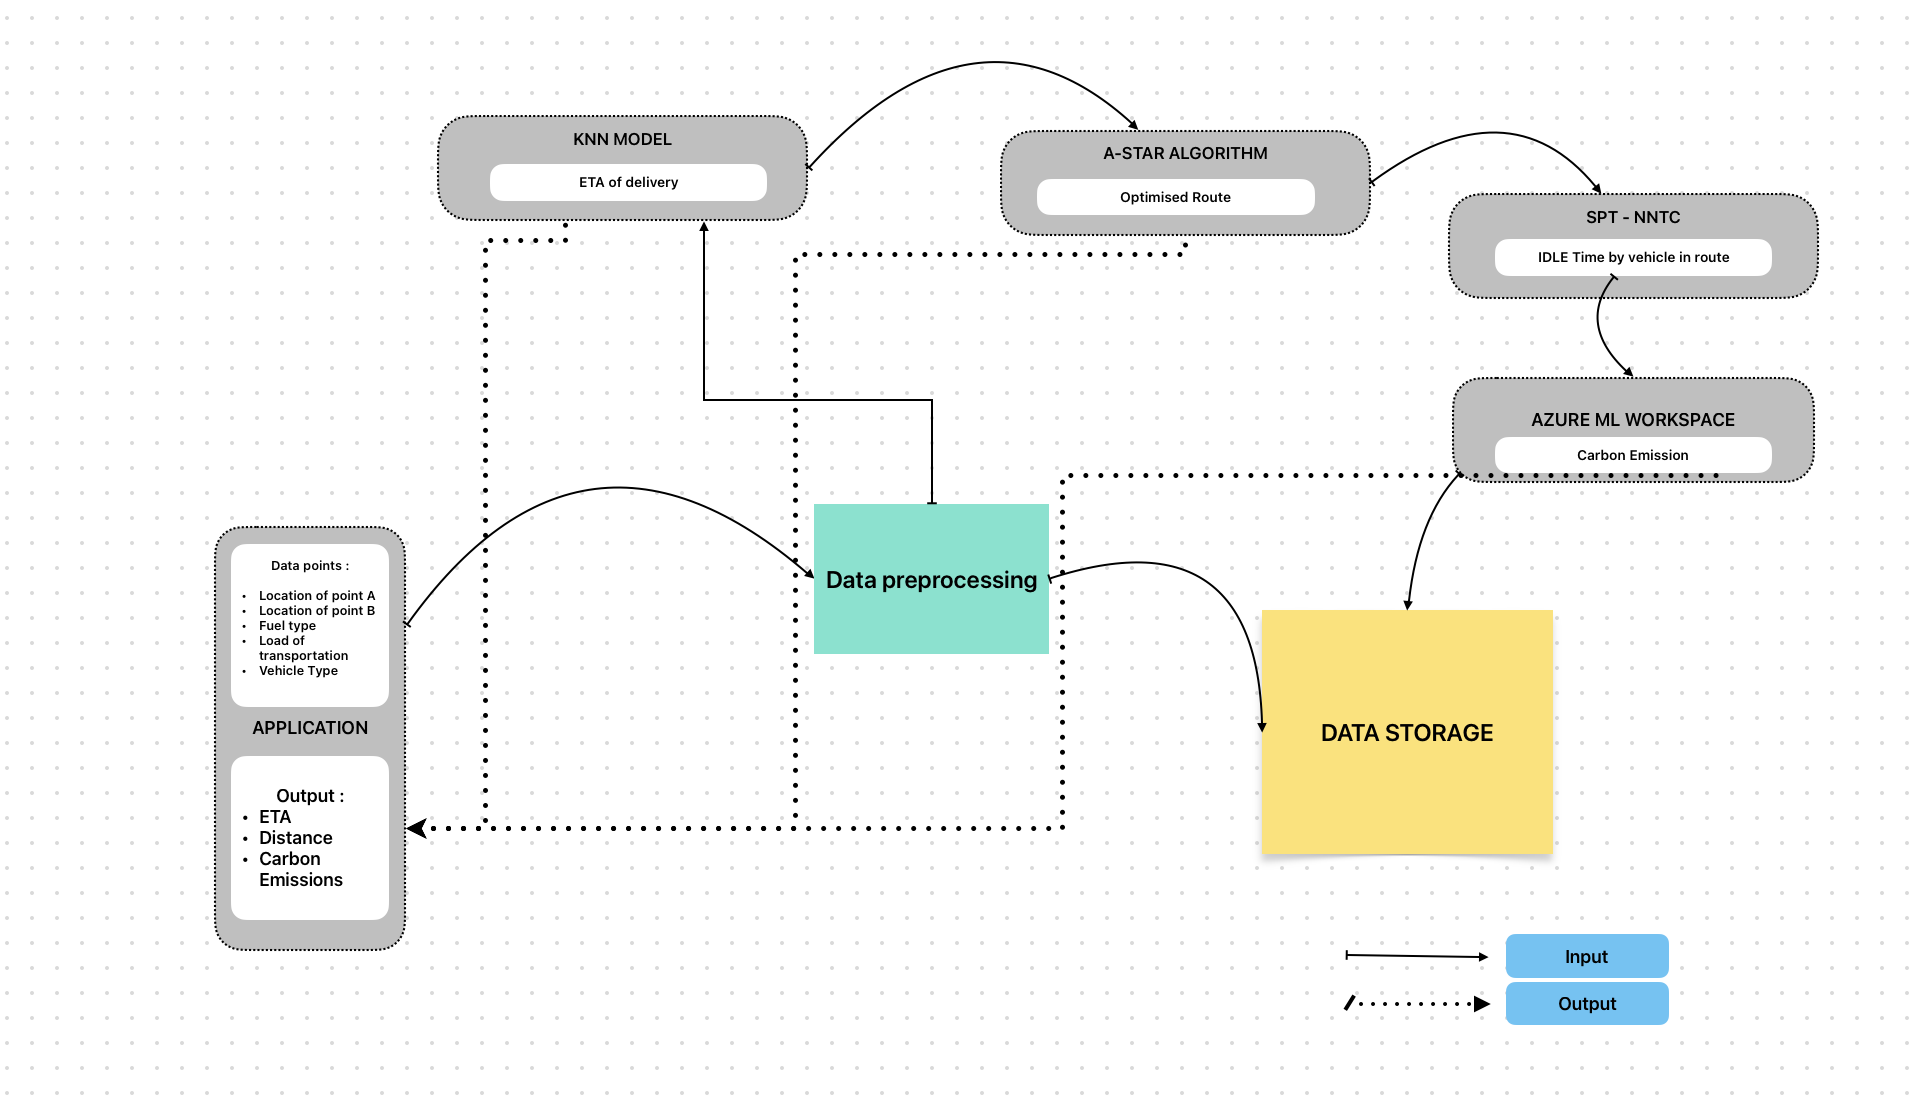 KNN MODEL
ETA of delivery
A-STAR ALGORITHM
Optimised Route
SPT - NNTC
IDLE Time by vehicle in route
AZURE ML WORKSPACE
Carbon Emission
Data points :
• Location of point A
• Location of point B
• Fuel type
• Load of
transportation
• Vehicle Type
APPLICATION
Output :
• ETA
• Distance
• Carbon
Emissions
Data preprocessing
DATA STORAGE
Input
Output